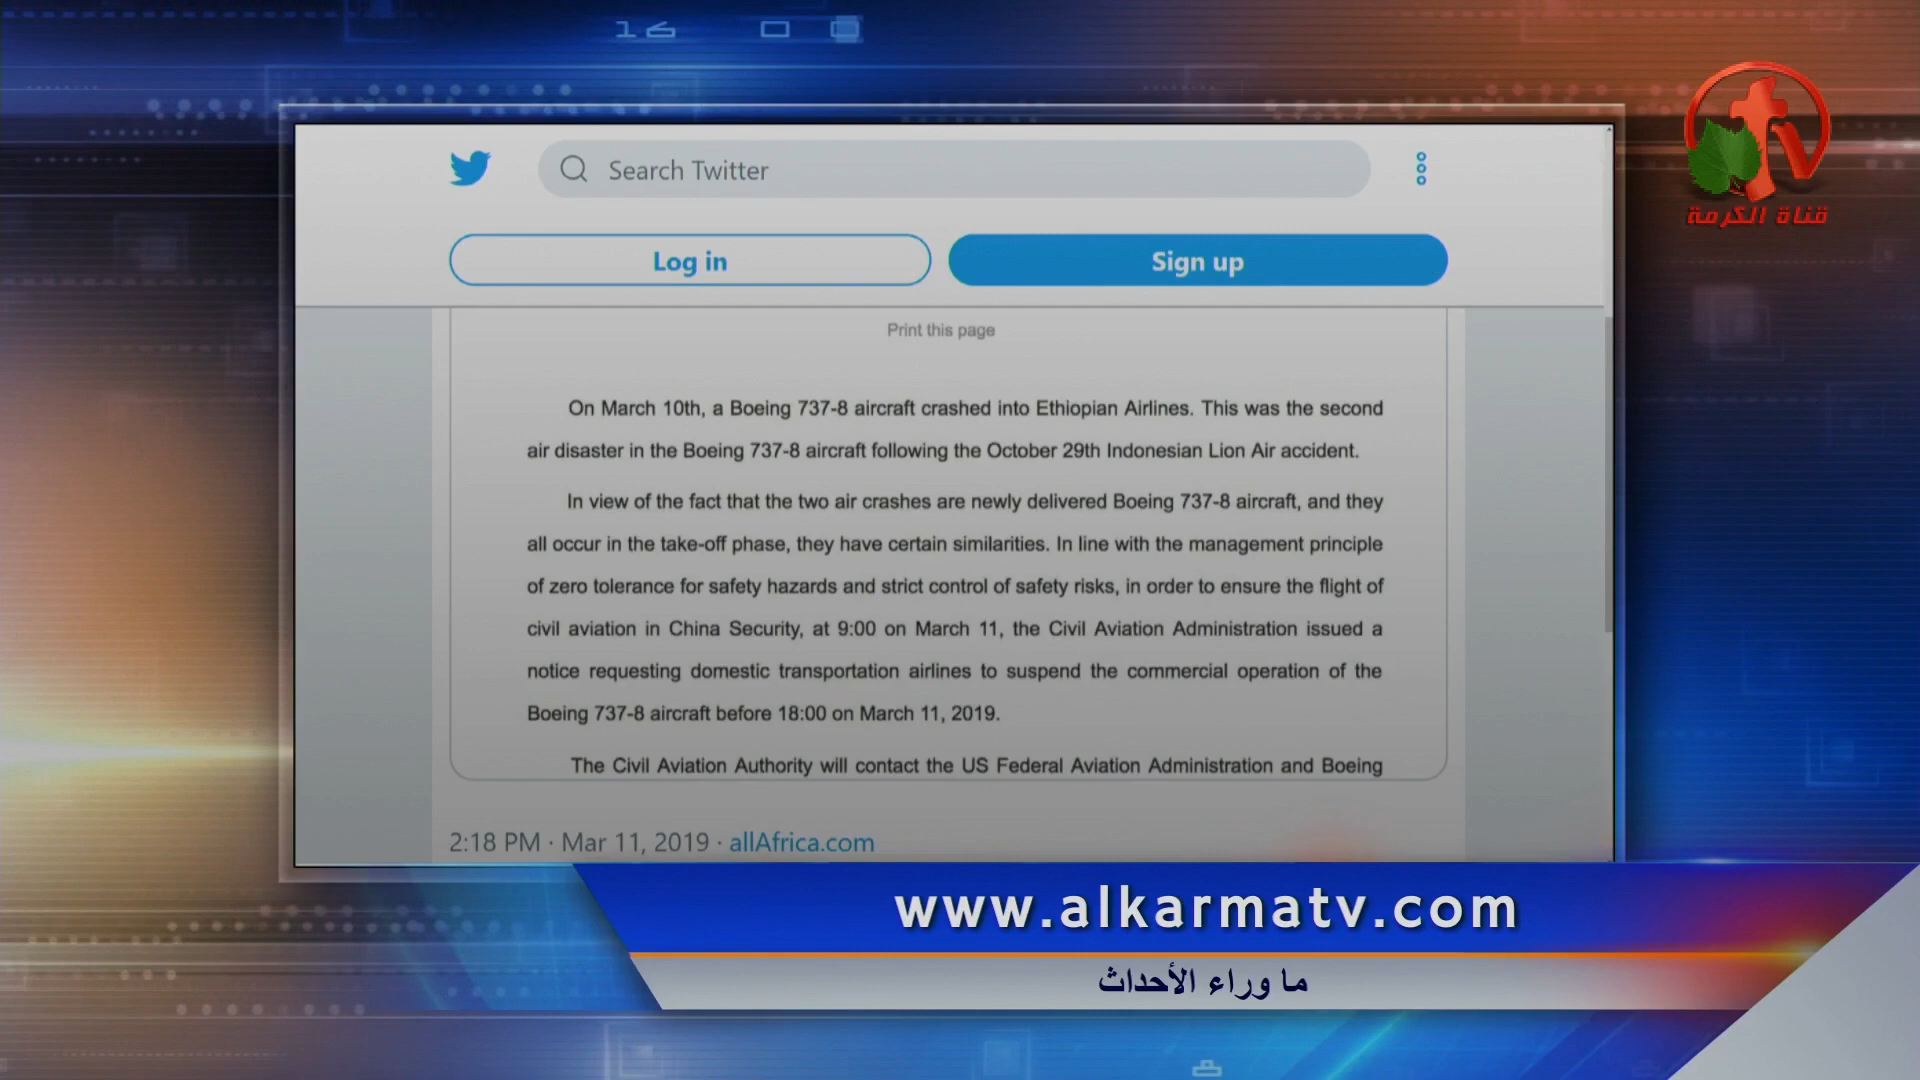 Search Twitter
قناة الكرمة
Log in
Sign up
Print this page
On March 10th, a Boeing 737-8 aircraft crashed into Ethiopian Airlines. This was the second
air disaster in the Boeing 737-8 aircraft following the October 29th Indonesian Lion Air accident.
In view of the fact that the two air crashes are newly delivered Boeing 737-8 aircraft, and they
all occur in the take-off phase, they have certain similarities. In line with the management principle
of zero tolerance for safety hazards and strict control of safety risks, in order to ensure the flight of
civil aviation in China Security, at 9:00 on March 11, the Civil Aviation Administration issued a
notice requesting domestic transportation airlines to suspend the commercial operation of the
Boeing 737-8 aircraft before 18:00 on March 11, 2019.
The Civil Aviation Authority will contact the US Federal Aviation Administration and Boeing
2:18 PM · Mar 11, 2019 · allAfrica.com
www.alkarmatv.com
ما وراء الأحداث